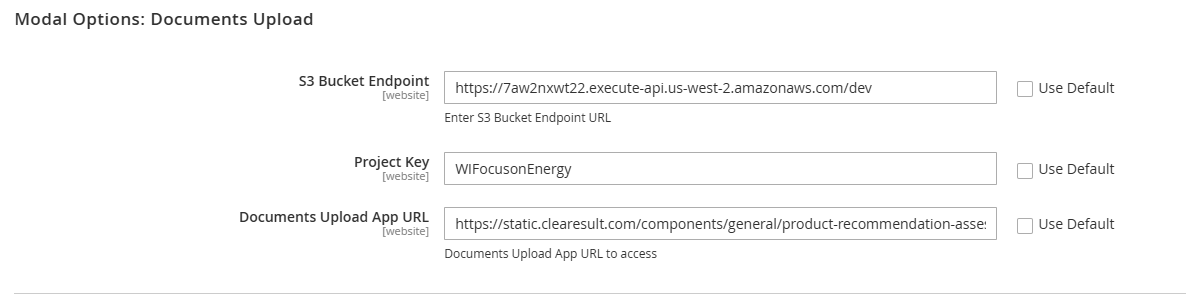 Modal Options: Documents Upload
S3 Bucket Endpoint
[website]
https://7aw2nxwt22.execute-api.us-west-2.amazonaws.com/dev
Use Default
Enter S3 Bucket Endpoint URL
Project Key
[website]
WIFocusonEnergy
Use Default
Documents Upload App URL
[website]
https://static.clearesult.com/components/general/product-recommendation-asses
Use Default
Documents Upload App URL to access